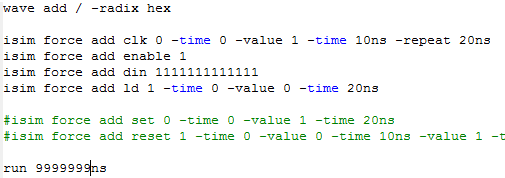 wave add / -radix hex
isim force add clk 0 -time 0 -value 1 -time 10ns -repeat 20ns
isim force add enable 1
isim force add din 1111111111111
isim force add ld 1 -time 0 -value 0 -time 20ns
#isim force add set 0 -time 0 -value 1 -time 20ns
#isim force add reset 1 -time 0 -value 0 -time 10ns -value 1 -t
run 9999999ns